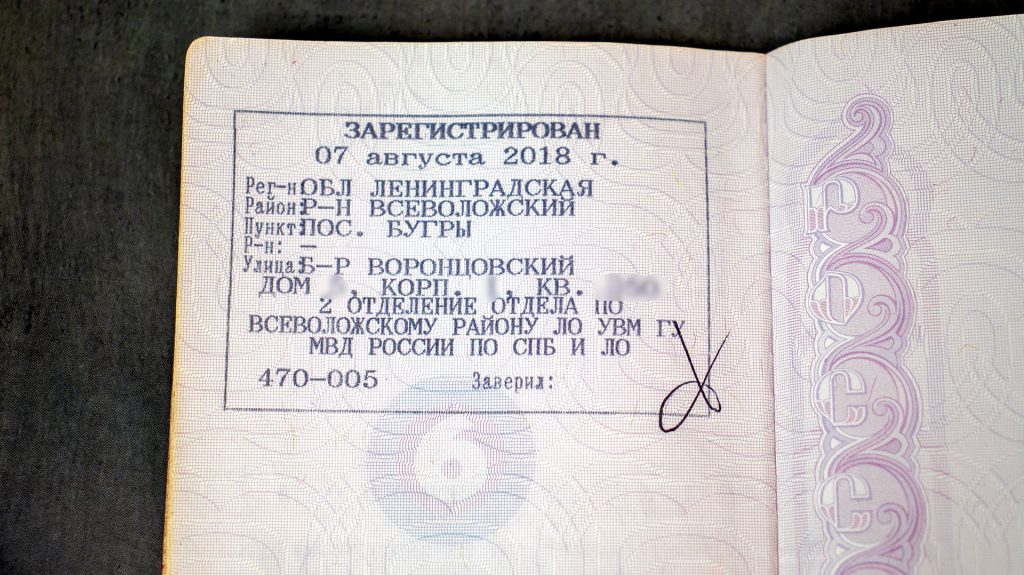 ЗАРЕГИСТРИРОВАН
07 августа 2018 г.
Рег-н: ОБЛ ЛЕНИНГРАДСКАЯ
Район: Р-Н ВСЕВОЛОЖСКИЙ
Пункт: ПОС. БУГРЫ
Р-н: —
Улица: Б-Р ВОРОНЦОВСКИЙ
ДОМ , КОРП. , КВ.
2 ОТДЕЛЕНИЕ ОТДЕЛА ПО
ВСЕВОЛОЖСКОМУ РАЙОНУ ЛО УВМ ГУ
МВД РОССИИ ПО СПБ И ЛО
470-005 Заверил: